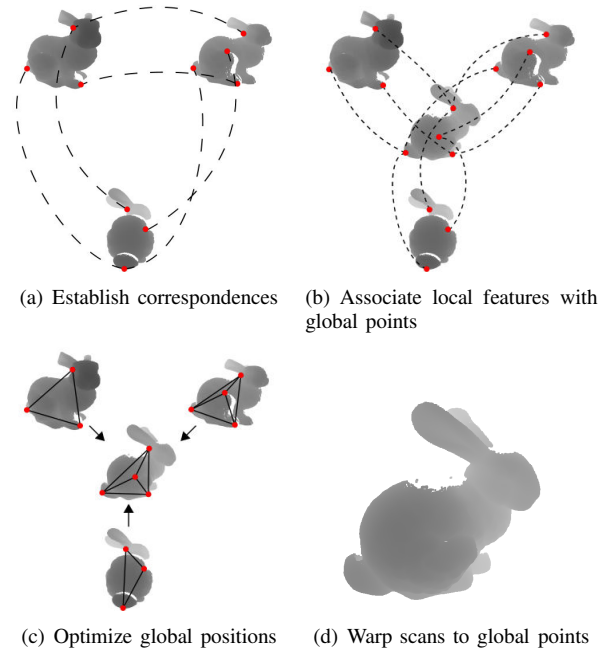 (a) Establish correspondences
(b) Associate local features with
global points
(c) Optimize global positions
(d) Warp scans to global points